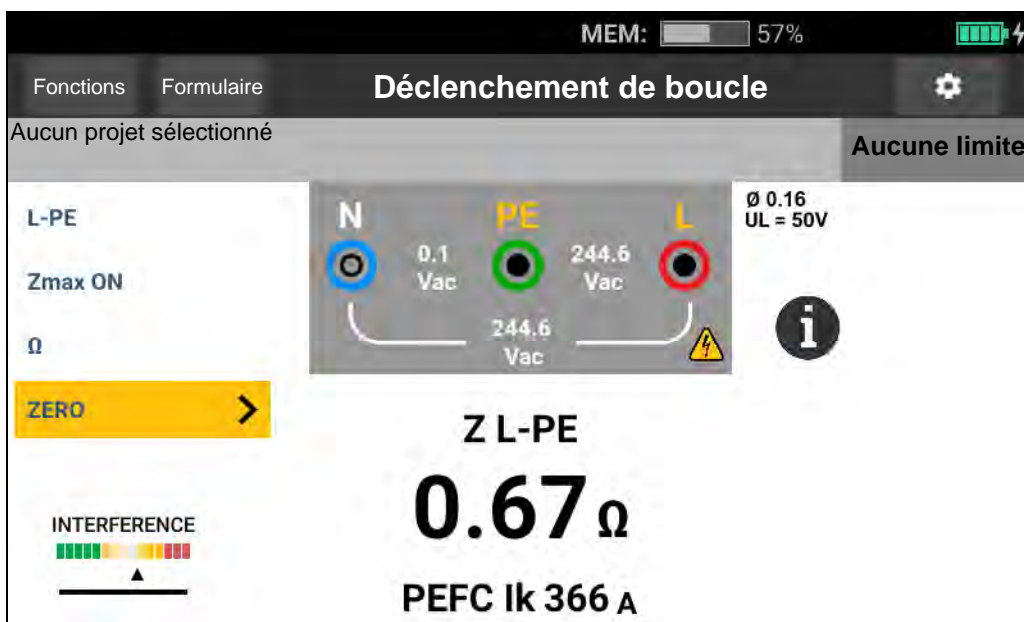 MEM: 57%
Fonctions Formulaire Déclenchement de boucle
Aucun projet sélectionné
Aucune limite
L-PE
Zmax ON
Ω
ZERO
INTERFERENCE
N PE L
0.1 Vac
244.6 Vac
244.6 Vac
Ø 0.16
UL = 50V
i
Z L-PE
0.67 Ω
PEFC Ik 366 A